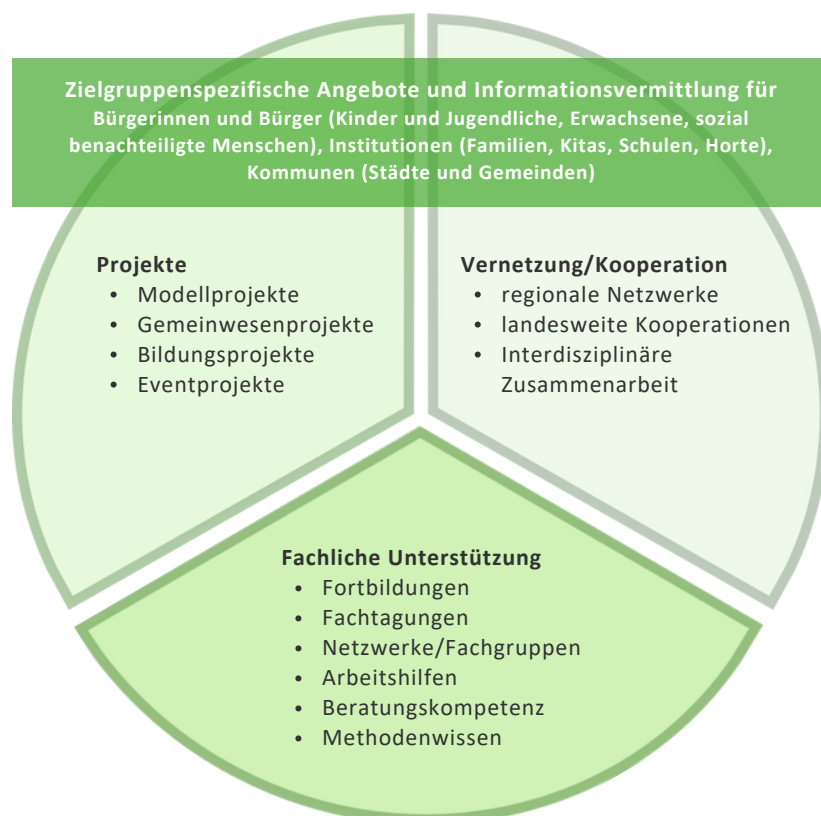 Zielgruppenspezifische Angebote und Informationsvermittlung für
Bürgerinnen und Bürger (Kinder und Jugendliche, Erwachsene, sozial
benachteiligte Menschen), Institutionen (Familien, Kitas, Schulen, Horte),
Kommunen (Städte und Gemeinden)
Projekte
• Modellprojekte
• Gemeinwesenprojekte
• Bildungsprojekte
• Eventprojekte
Vernetzung/Kooperation
• regionale Netzwerke
• landesweite Kooperationen
• Interdisziplinäre
Zusammenarbeit
Fachliche Unterstützung
• Fortbildungen
• Fachtagungen
• Netzwerke/Fachgruppen
• Arbeitshilfen
• Beratungskompetenz
• Methodenwissen